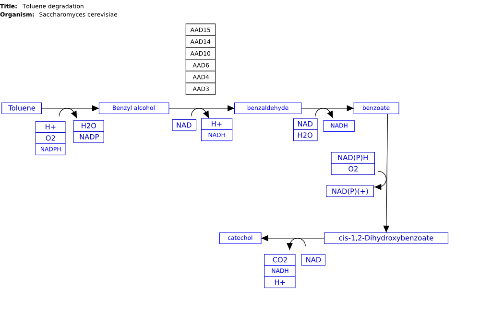 Title: Toluene degradation
Organism: Saccharomyces cerevisiae
AAD15
AAD14
AAD10
AAD6
AAD4
AAD3
Toluene
Benzyl alcohol
benzaldehyde
benzoate
H+
O2
NADPH
H2O
NADP
NAD
H+
NADH
NAD
H2O
NADH
NAD(P)H
O2
NAD(P)(+)
catechol
cis-1,2-Dihydroxybenzoate
CO2
NADH
H+
NAD